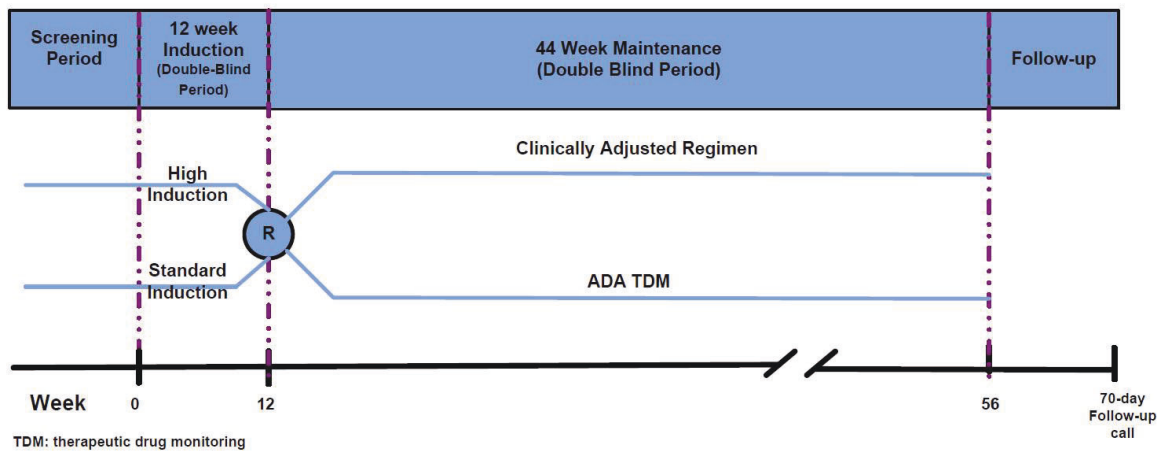 Screening
Period
12 week
Induction
(Double-Blind
Period)
44 Week Maintenance
(Double Blind Period)
Follow-up
Clinically Adjusted Regimen
High
Induction
R
Standard
Induction
ADA TDM
Week
0
12
56
70-day
Follow-up
call
TDM: therapeutic drug monitoring